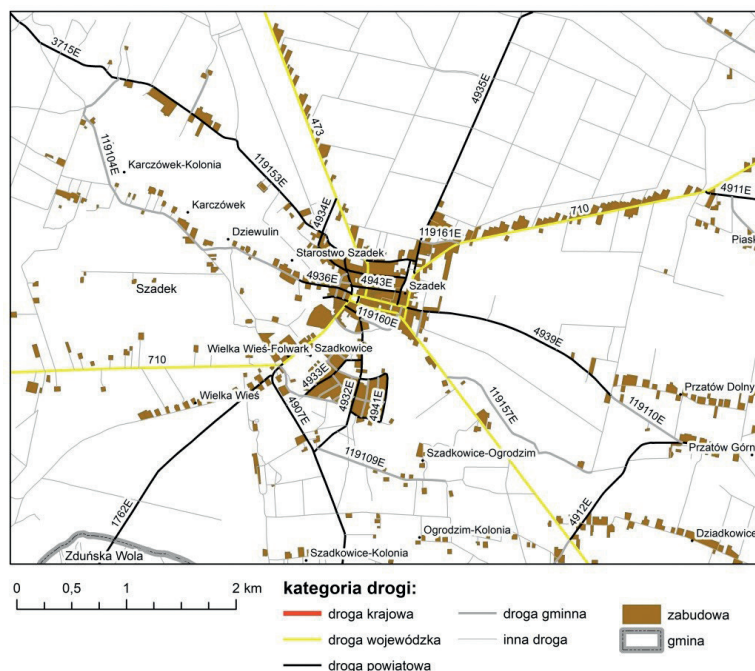 3715E
473
4935E
119104E
Karczówek-Kolonia
119153E
4911E
Karczówek
4934E
710
Piask
Dziewulin
119161E
Starostwo Szadek
Szadek
4936E
4943E
Szadek
119160E
4939E
710
Wielka Wieś-Folwark
Szadkowice
4933E
Przatów Dolny
Wielka Wieś
4932E
4941E
4907E
119157E
119110E
Przatów Górn
119109E
Szadkowice-Ogrodzim
1762E
4912E
Ogrodzim-Kolonia
Dziadkowice
Zduńska Wola
Szadkowice-Kolonia
0 0,5 1 2 km
kategoria drogi:
droga krajowa
droga gminna
zabudowa
droga wojewódzka
inna droga
gmina
droga powiatowa